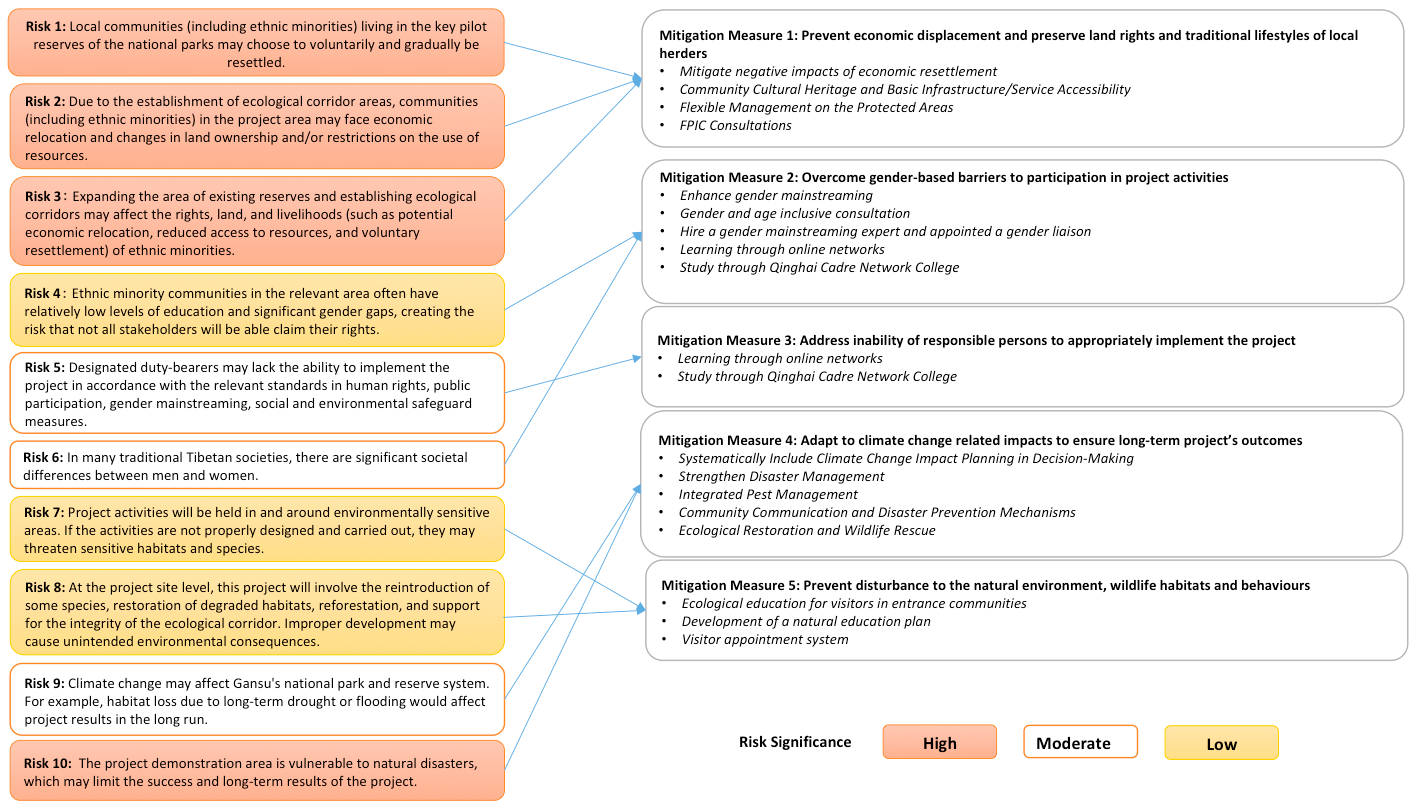 Risk 1: Local communities (including ethnic minorities) living in the key pilot
reserves of the national parks may choose to voluntarily and gradually be
resettled.
Risk 2: Due to the establishment of ecological corridor areas, communities
(including ethnic minorities) in the project area may face economic
relocation and changes in land ownership and/or restrictions on the use of
resources.
Risk 3： Expanding the area of existing reserves and establishing ecological
corridors may affect the rights, land, and livelihoods (such as potential
economic relocation, reduced access to resources, and voluntary
resettlement) of ethnic minorities.
Risk 4： Ethnic minority communities in the relevant area often have
relatively low levels of education and significant gender gaps, creating the
risk that not all stakeholders will be able claim their rights.
Risk 5: Designated duty-bearers may lack the ability to implement the
project in accordance with the relevant standards in human rights, public
participation, gender mainstreaming, social and environmental safeguard
measures.
Risk 6: In many traditional Tibetan societies, there are significant societal
differences between men and women.
Risk 7: Project activities will be held in and around environmentally sensitive
areas. If the activities are not properly designed and carried out, they may
threaten sensitive habitats and species.
Risk 8: At the project site level, this project will involve the reintroduction of
some species, restoration of degraded habitats, reforestation, and support
for the integrity of the ecological corridor. Improper development may
cause unintended environmental consequences.
Risk 9: Climate change may affect Gansu's national park and reserve system.
For example, habitat loss due to long-term drought or flooding would affect
project results in the long run.
Risk 10: The project demonstration area is vulnerable to natural disasters,
which may limit the success and long-term results of the project.
Mitigation Measure 1: Prevent economic displacement and preserve land rights and traditional lifestyles of local
herders
• Mitigate negative impacts of economic resettlement
• Community Cultural Heritage and Basic Infrastructure/Service Accessibility
• Flexible Management on the Protected Areas
• FPIC Consultations
Mitigation Measure 2: Overcome gender-based barriers to participation in project activities
• Enhance gender mainstreaming
• Gender and age inclusive consultation
• Hire a gender mainstreaming expert and appointed a gender liaison
• Learning through online networks
• Study through Qinghai Cadre Network College
Mitigation Measure 3: Address inability of responsible persons to appropriately implement the project
• Learning through online networks
• Study through Qinghai Cadre Network College
Mitigation Measure 4: Adapt to climate change related impacts to ensure long-term project’s outcomes
• Systematically Include Climate Change Impact Planning in Decision-Making
• Strengthen Disaster Management
• Integrated Pest Management
• Community Communication and Disaster Prevention Mechanisms
• Ecological Restoration and Wildlife Rescue
Mitigation Measure 5: Prevent disturbance to the natural environment, wildlife habitats and behaviours
• Ecological education for visitors in entrance communities
• Development of a natural education plan
• Visitor appointment system
Risk Significance
High
Moderate
Low